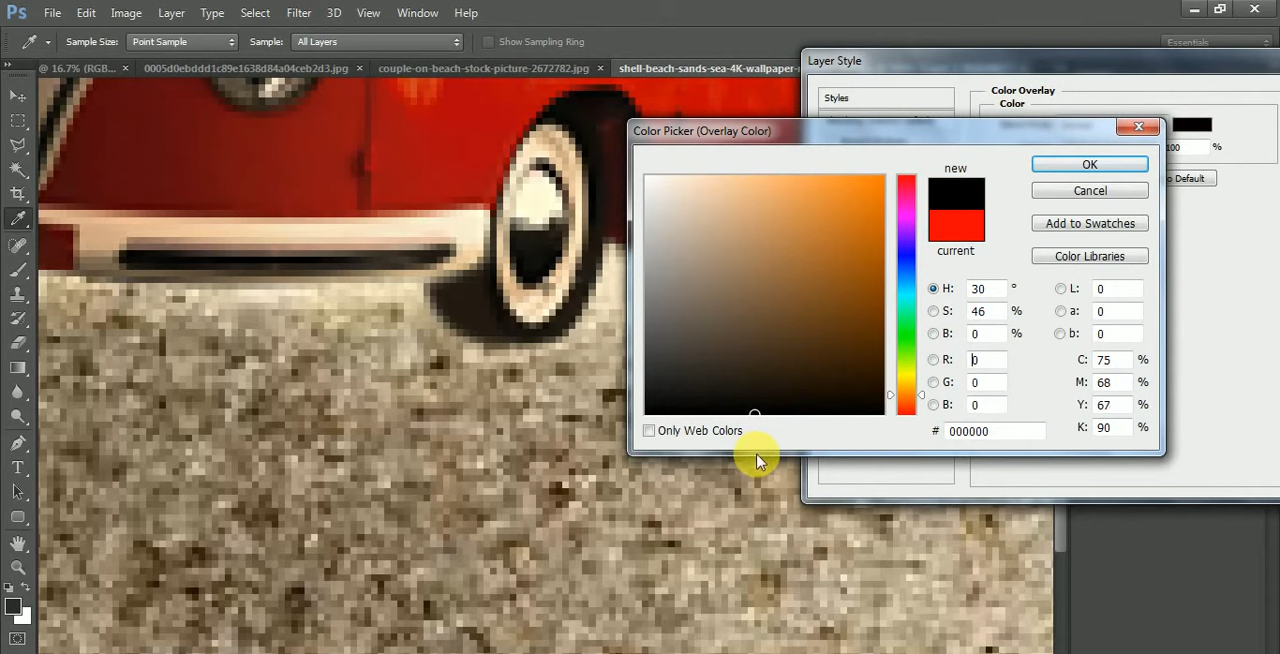 Ps File Edit Image Layer Type Select Filter 3D View Window Help
Sample Size: Point Sample Sample: All Layers Show Sampling Ring Essentials
@ 16.7% (RGB... × 0005d0ebddd1c89e1638d84a04ceb2d3.jpg × couple-on-beach-stock-picture-2672782.jpg × shell-beach-sands-sea-4K-wallpaper-
Layer Style
Styles
Color Overlay
Color
100 %
o Default
Color Picker (Overlay Color)
new
current
OK
Cancel
Add to Swatches
Color Libraries
H: 30 ° L: 0
S: 46 % a: 0
B: 0 % b: 0
R: 0 C: 75 %
G: 0 M: 68 %
B: 0 Y: 67 %
# 000000 K: 90 %
Only Web Colors
T